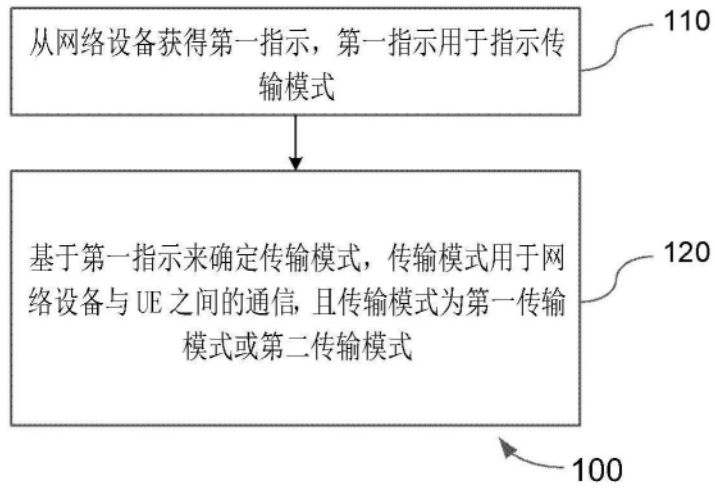 从网络设备获得第一指示，第一指示用于指示传
输模式
110
基于第一指示来确定传输模式，传输模式用于网
络设备与 UE 之间的通信，且传输模式为第一传输
模式或第二传输模式
120
100